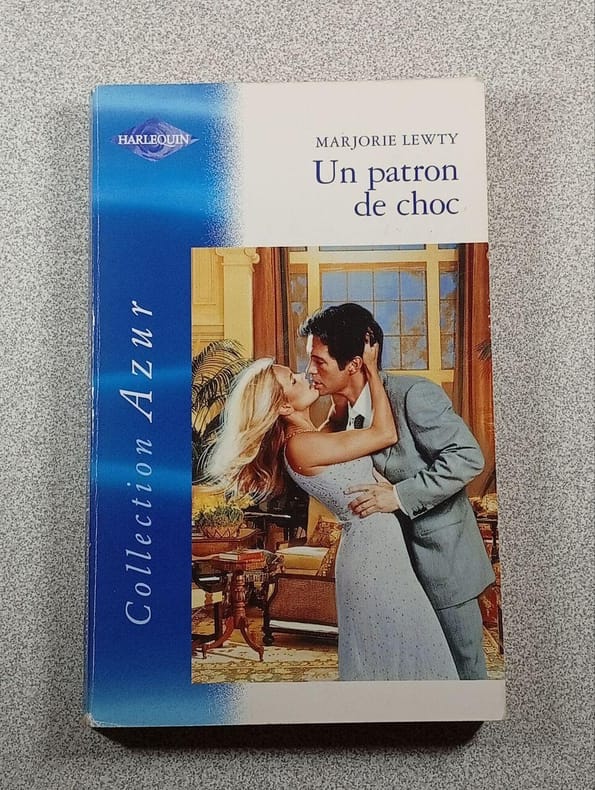 HARLEQUIN
MARJORIE LEWTY
Un patron
de choc
Collection Azur